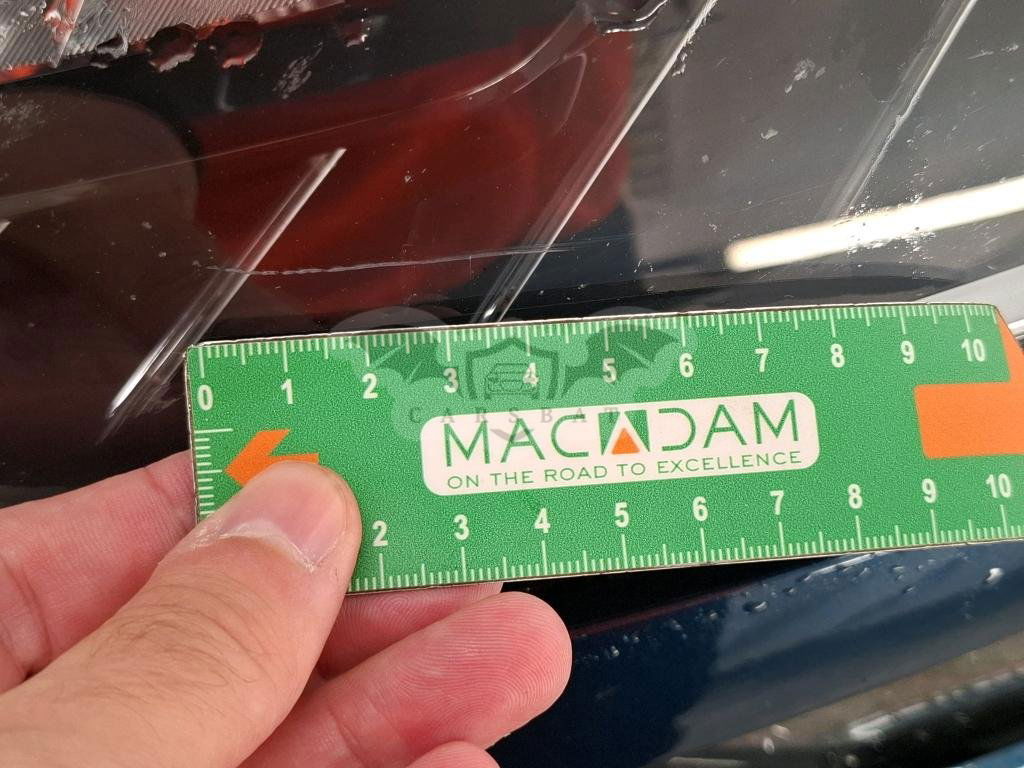 0 1 2 3 4 5 6 7 8 9 10
CARSBAT
MACADAM
ON THE ROAD TO EXCELLENCE
2 3 4 5 6 7 8 9 10